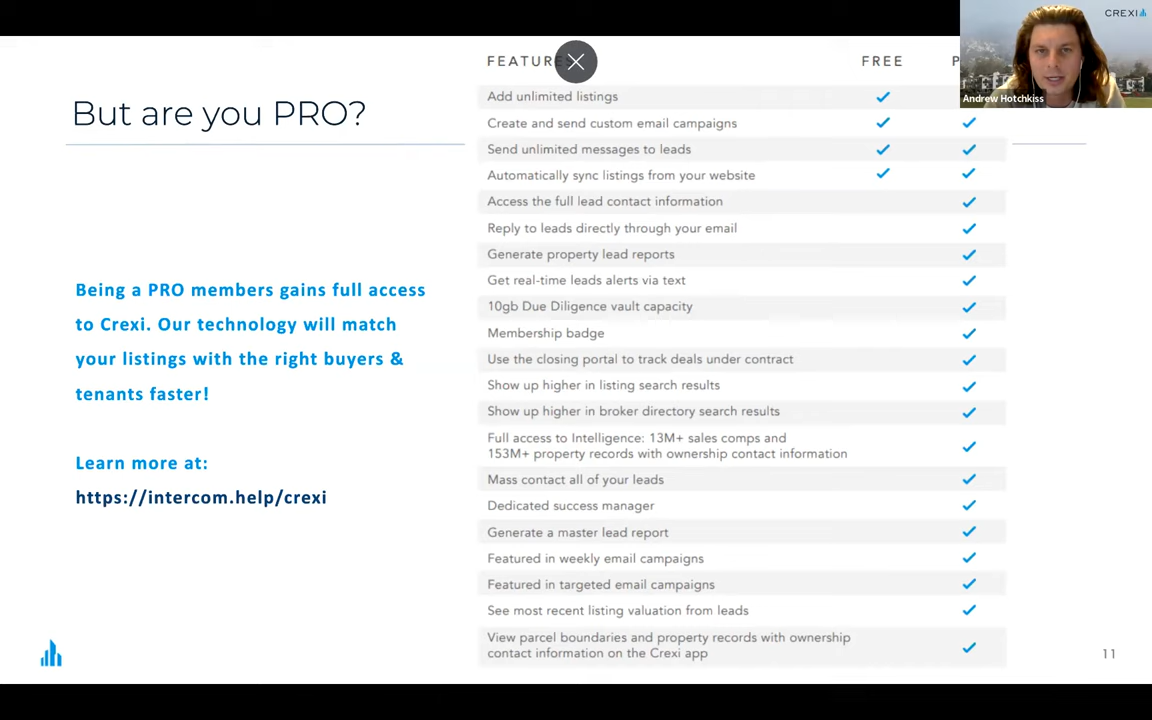 CREXI
Andrew Hotchkiss
But are you PRO?
Being a PRO members gains full access
to Crexi. Our technology will match
your listings with the right buyers &
tenants faster!
Learn more at:
https://intercom.help/crexi
FREE
Add unlimited listings
Create and send custom email campaigns
Send unlimited messages to leads
Automatically sync listings from your website
Access the full lead contact information
Reply to leads directly through your email
Generate property lead reports
Get real-time leads alerts via text
10gb Due Diligence vault capacity
Membership badge
Use the closing portal to track deals under contract
Show up higher in listing search results
Show up higher in broker directory search results
Full access to Intelligence: 13M+ sales comps and
153M+ property records with ownership contact information
Mass contact all of your leads
Dedicated success manager
Generate a master lead report
Featured in weekly email campaigns
Featured in targeted email campaigns
See most recent listing valuation from leads
View parcel boundaries and property records with ownership
contact information on the Crexi app
11